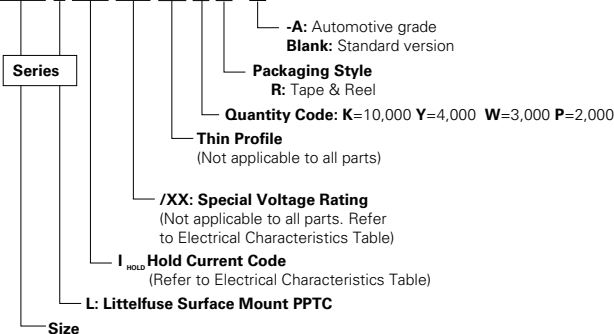 -A: Automotive grade
Blank: Standard version
Series
Packaging Style
R: Tape & Reel
Quantity Code: K=10,000 Y=4,000 W=3,000 P=2,000
Thin Profile
(Not applicable to all parts)
/XX: Special Voltage Rating
(Not applicable to all parts. Refer
to Electrical Characteristics Table)
I HOLD Hold Current Code
(Refer to Electrical Characteristics Table)
L: Littelfuse Surface Mount PPTC
Size